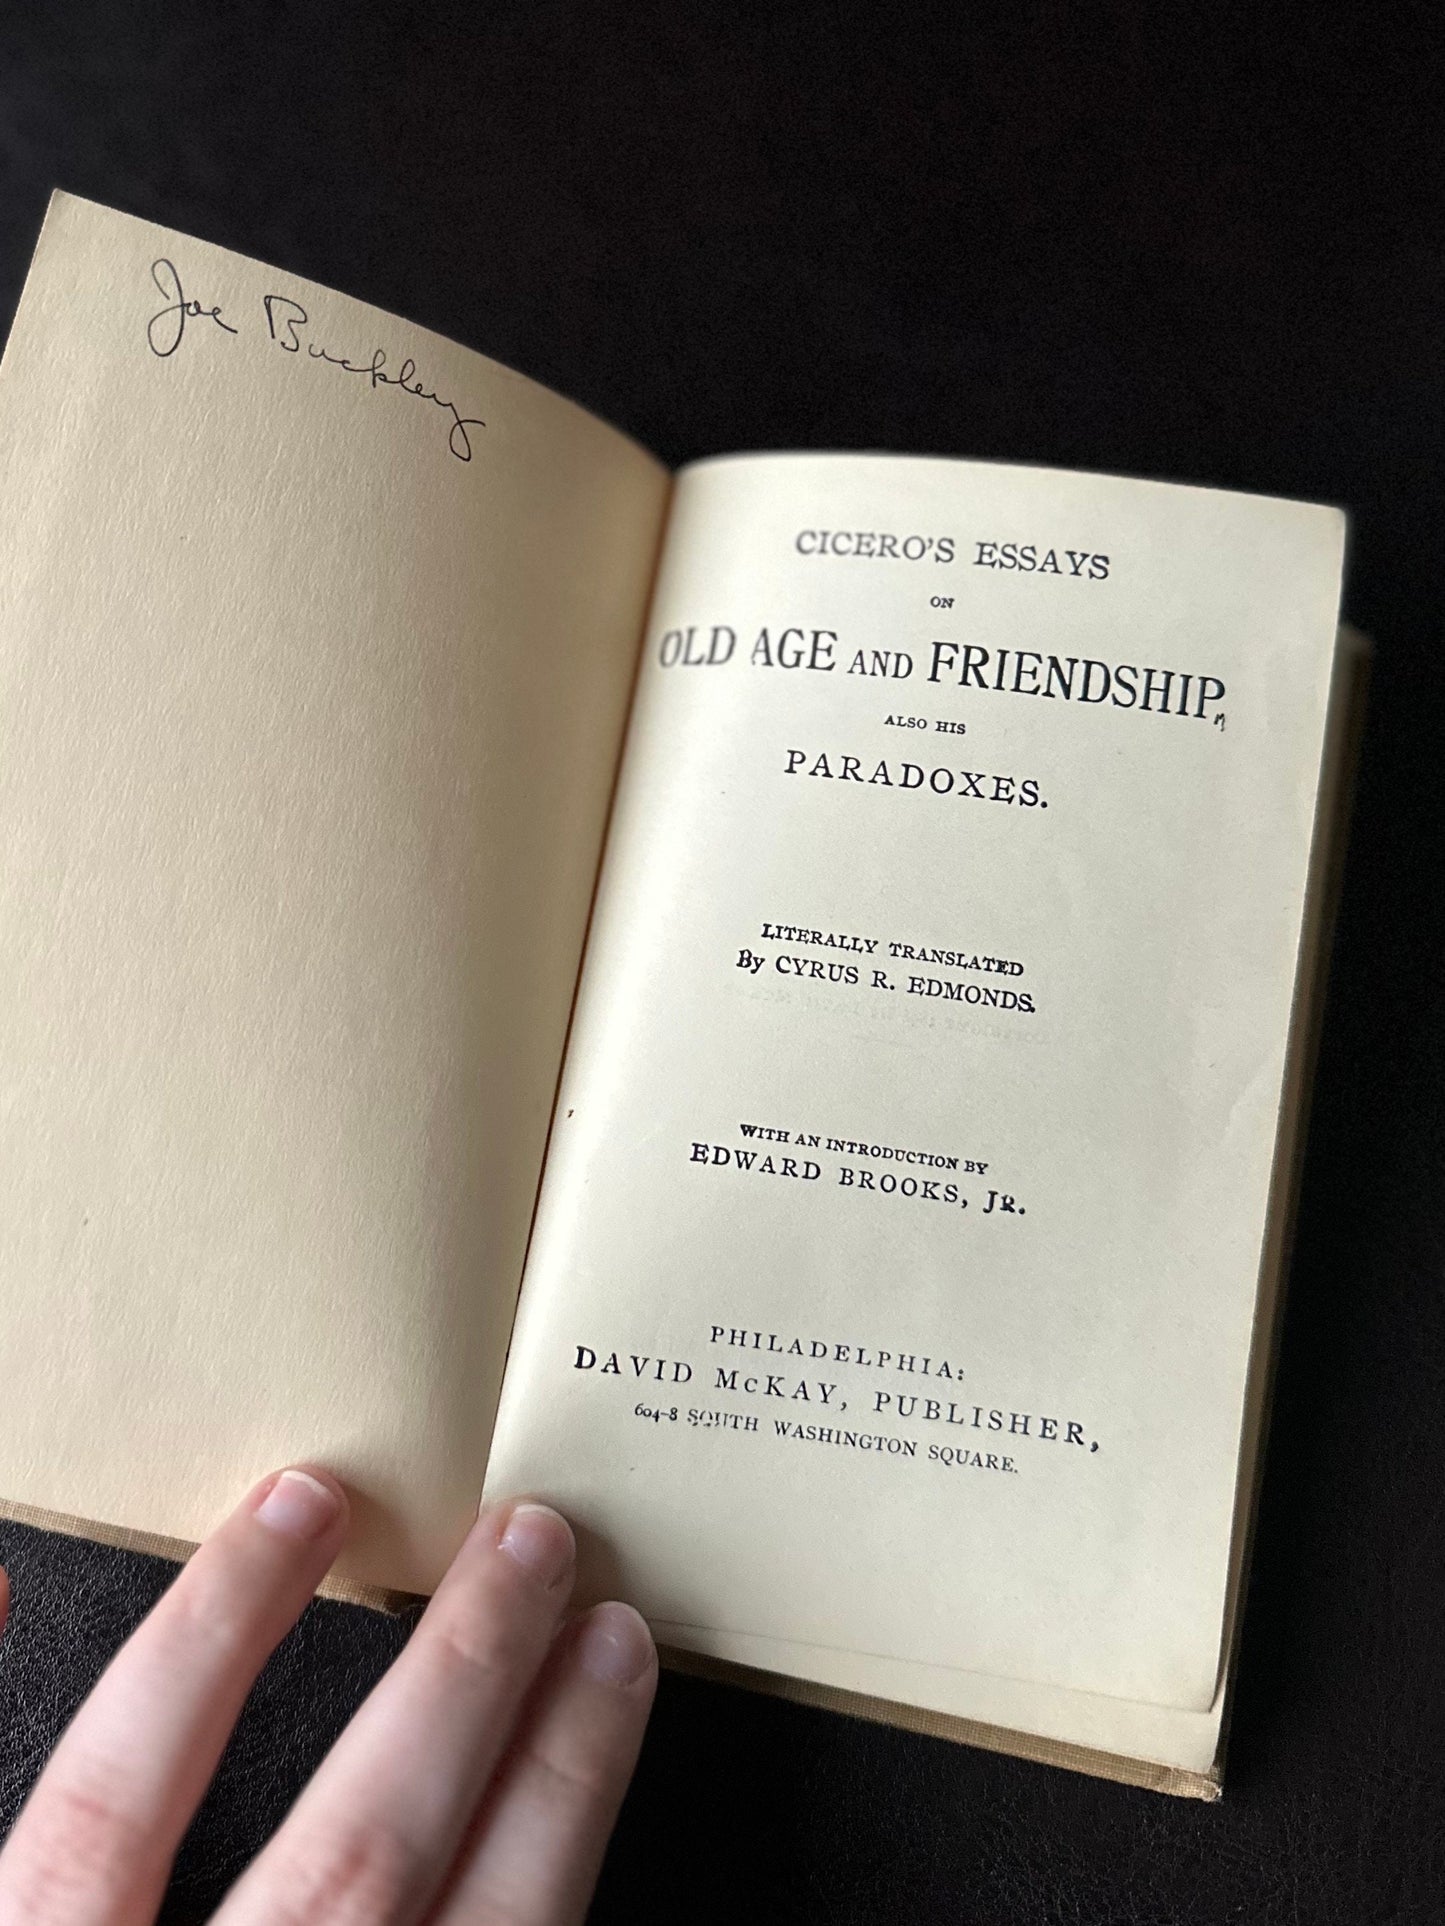 Joe Buckley
CICERO'S ESSAYS
ON
OLD AGE AND FRIENDSHIP,
ALSO HIS
PARADOXES.
LITERALLY TRANSLATED
By CYRUS R. EDMONDS.
WITH AN INTRODUCTION BY
EDWARD BROOKS, JR.
PHILADELPHIA:
DAVID McKAY, PUBLISHER,
604-8 SOUTH WASHINGTON SQUARE.